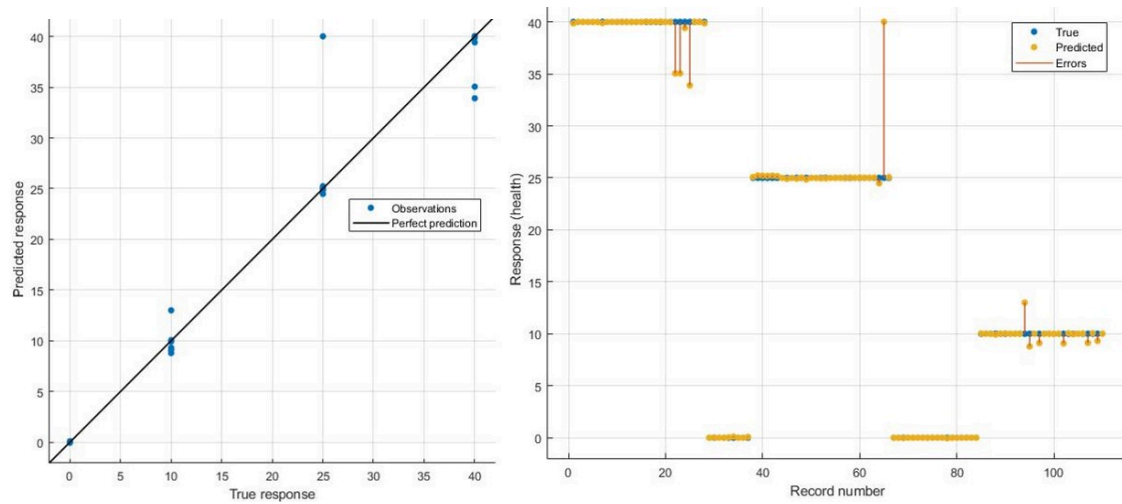 40
35
30
25
20
15
10
5
0
Predicted response
Observations
Perfect prediction
0 5 10 15 20 25 30 35 40
True response
40
35
30
25
20
15
10
5
0
Response (health)
True
Predicted
Errors
0 20 40 60 80 100
Record number